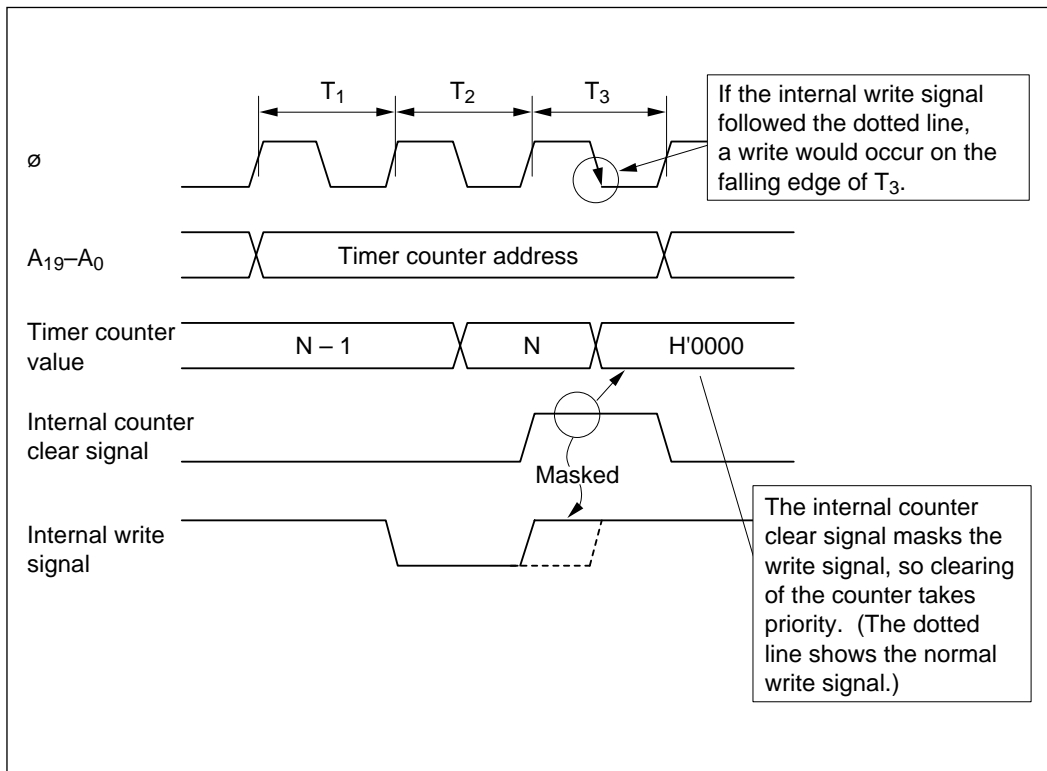 T1
T2
T3
If the internal write signal
followed the dotted line,
a write would occur on the
falling edge of T3.
ø
A19–A0
Timer counter address
Timer counter
value
N – 1
N
H'0000
Internal counter
clear signal
Masked
Internal write
signal
The internal counter
clear signal masks the
write signal, so clearing
of the counter takes
priority. (The dotted
line shows the normal
write signal.)